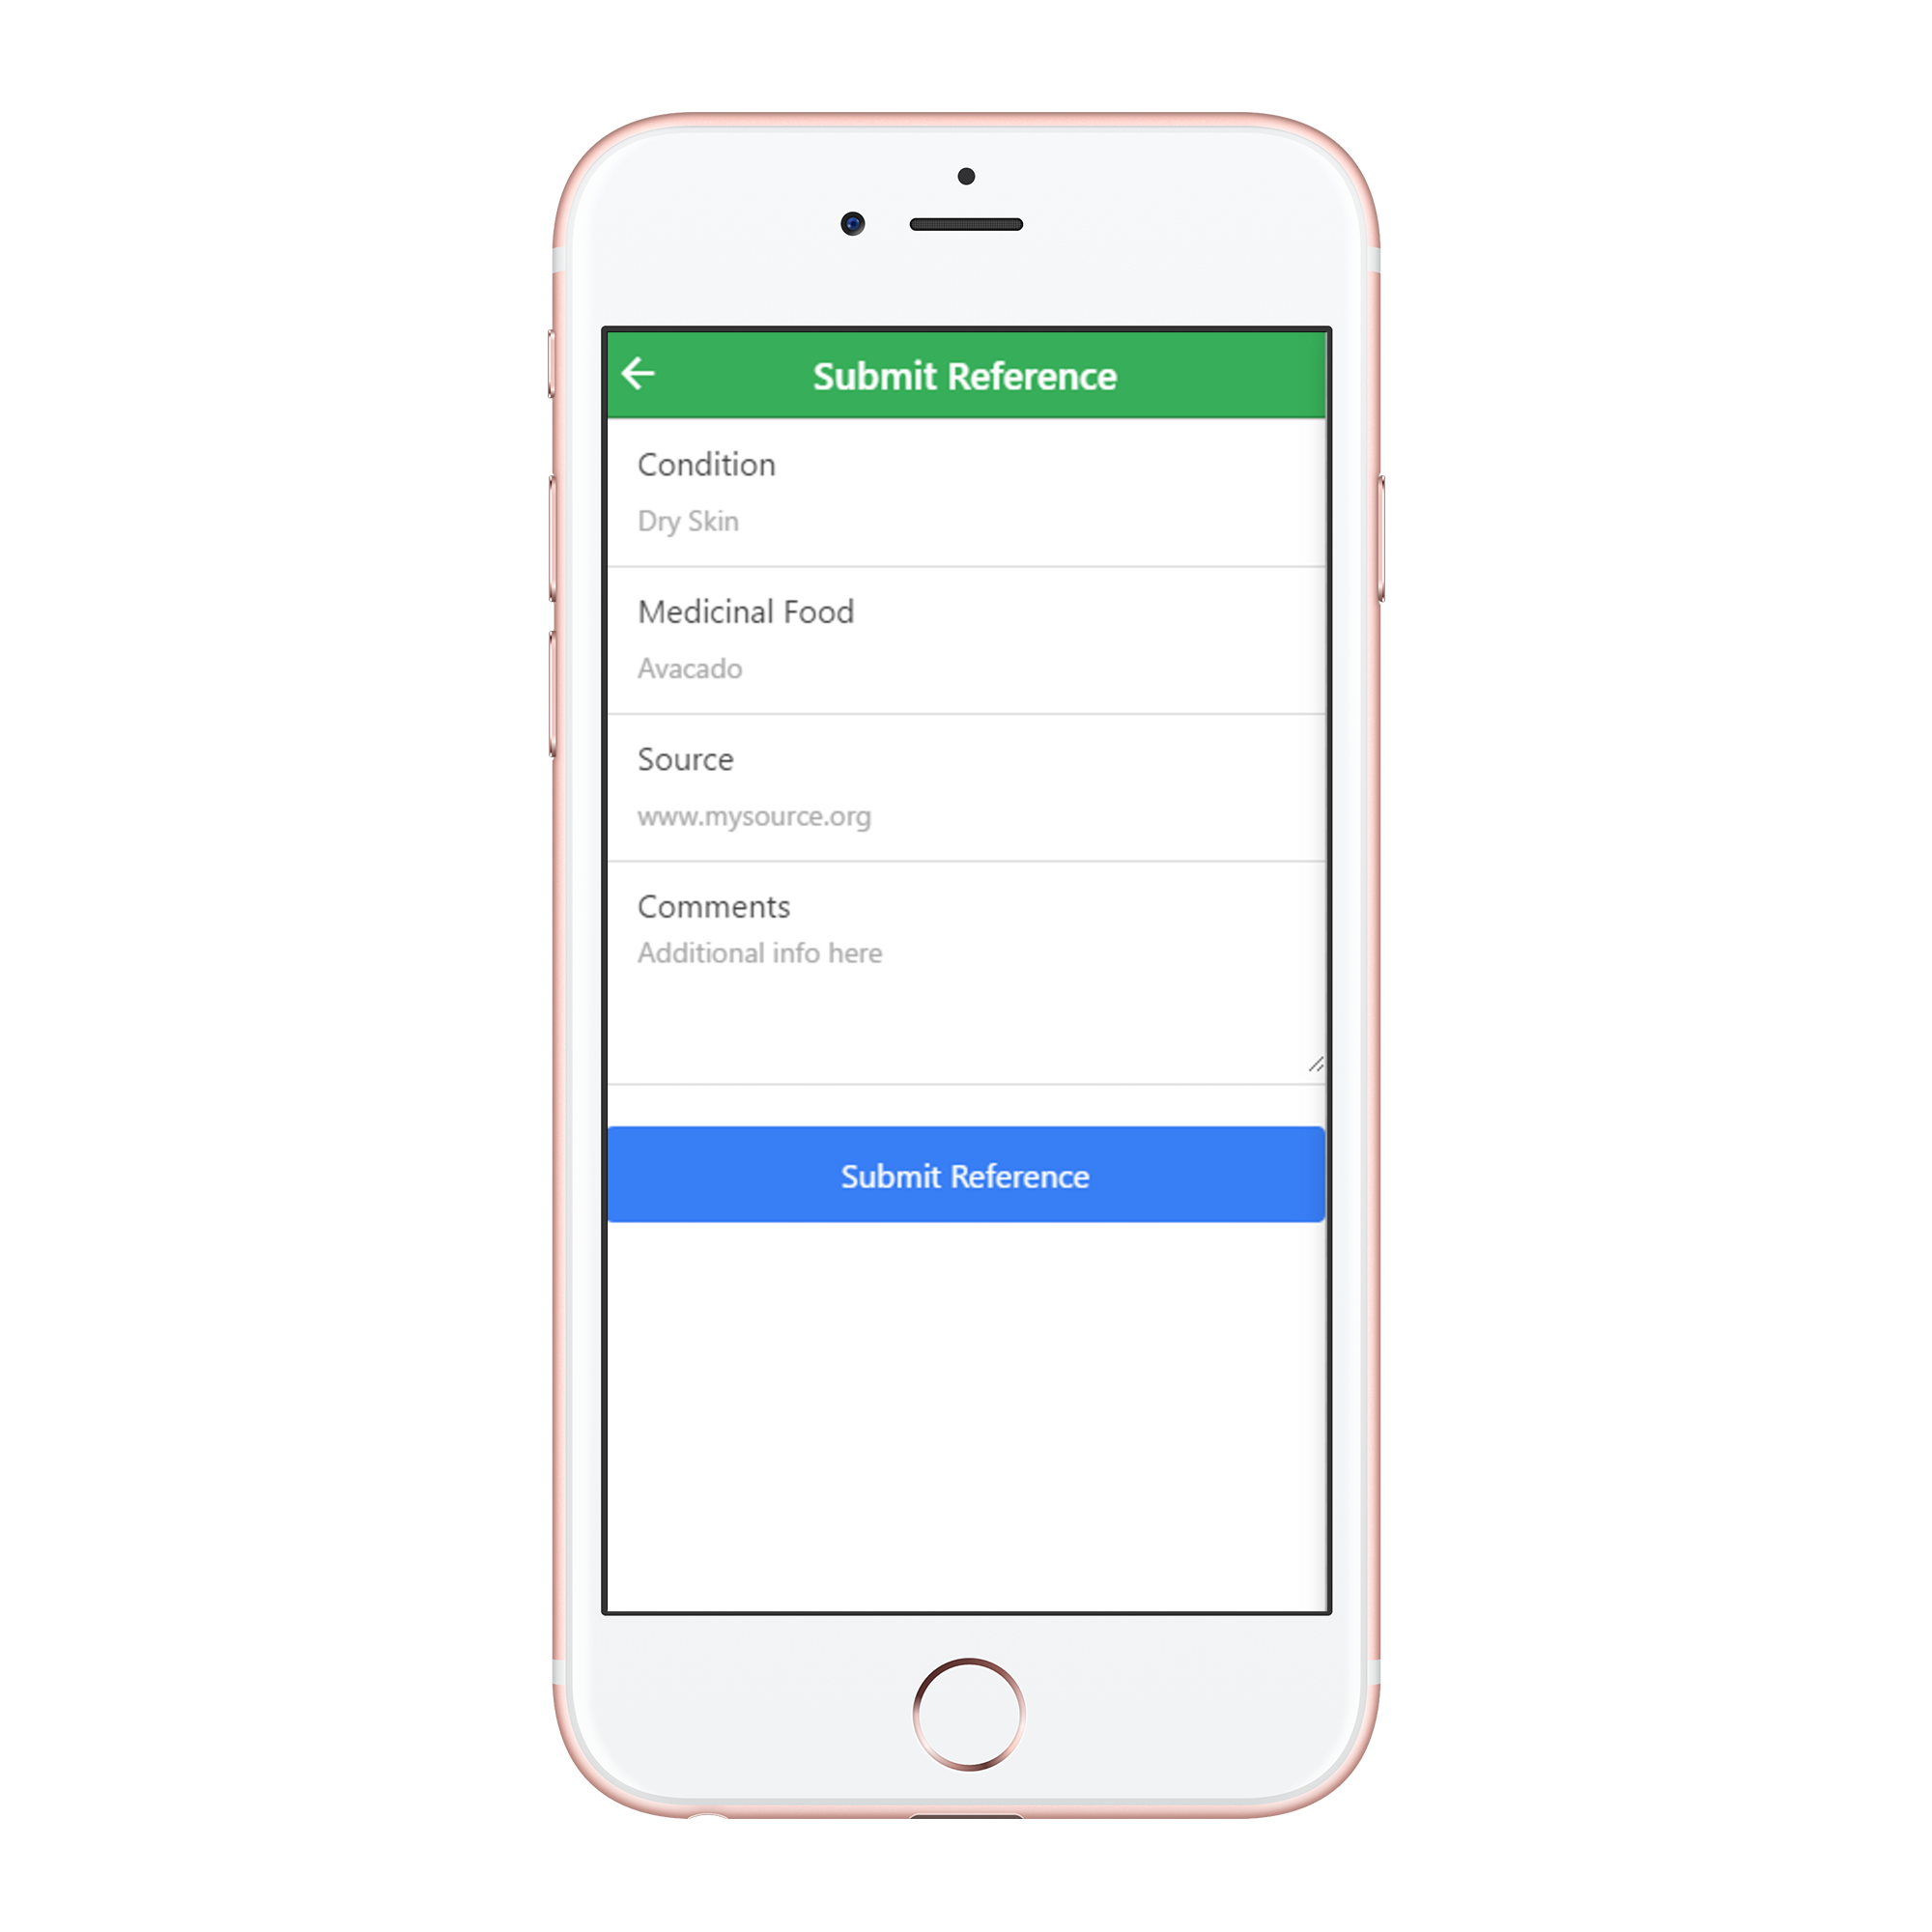 Submit Reference
Condition
Dry Skin
Medicinal Food
Avacado
Source
www.mysource.org
Comments
Additional info here
Submit Reference